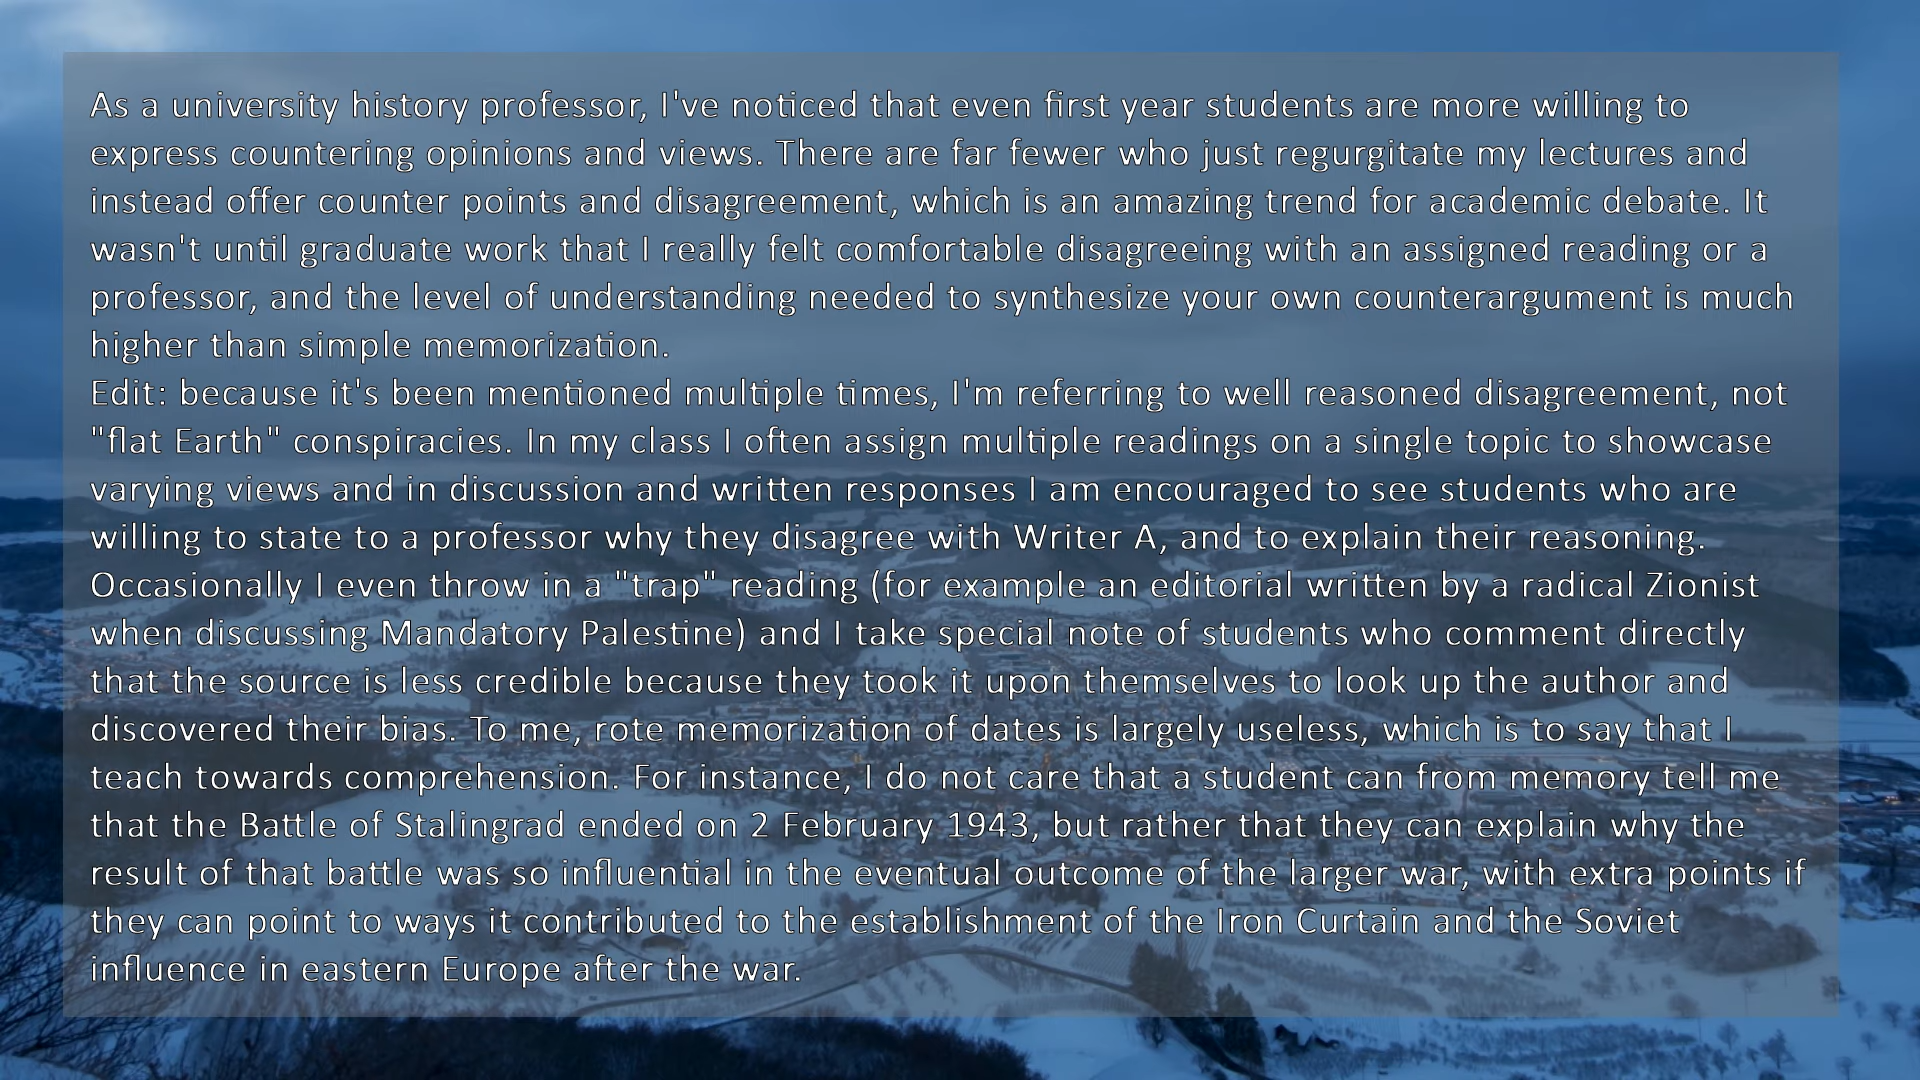 As a university history professor, I've noticed that even first year students are more willing to
express countering opinions and views. There are far fewer who just regurgitate my lectures and
instead offer counter points and disagreement, which is an amazing trend for academic debate. It
wasn't until graduate work that I really felt comfortable disagreeing with an assigned reading or a
professor, and the level of understanding needed to synthesize your own counterargument is much
higher than simple memorization.
Edit: because it's been mentioned multiple times, I'm referring to well reasoned disagreement, not
"flat Earth" conspiracies. In my class I often assign multiple readings on a single topic to showcase
varying views and in discussion and written responses I am encouraged to see students who are
willing to state to a professor why they disagree with Writer A, and to explain their reasoning.
Occasionally I even throw in a "trap" reading (for example an editorial written by a radical Zionist
when discussing Mandatory Palestine) and I take special note of students who comment directly
that the source is less credible because they took it upon themselves to look up the author and
discovered their bias. To me, rote memorization of dates is largely useless, which is to say that I
teach towards comprehension. For instance, I do not care that a student can from memory tell me
that the Battle of Stalingrad ended on 2 February 1943, but rather that they can explain why the
result of that battle was so influential in the eventual outcome of the larger war, with extra points if
they can point to ways it contributed to the establishment of the Iron Curtain and the Soviet
influence in eastern Europe after the war.